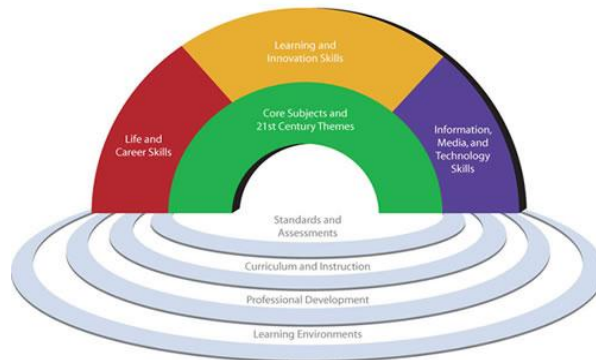 Learning and
Innovation Skills
Core Subjects and
21st Century Themes
Life and
Career Skills
Information,
Media, and
Technology
Skills
Standards and
Assessments
Curriculum and Instruction
Professional Development
Learning Environments